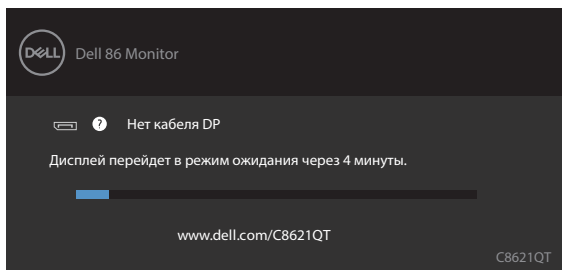 DELL
Dell 86 Monitor
? Нет кабеля DP
Дисплей перейдет в режим ожидания через 4 минуты.
www.dell.com/C8621QT
C8621QT